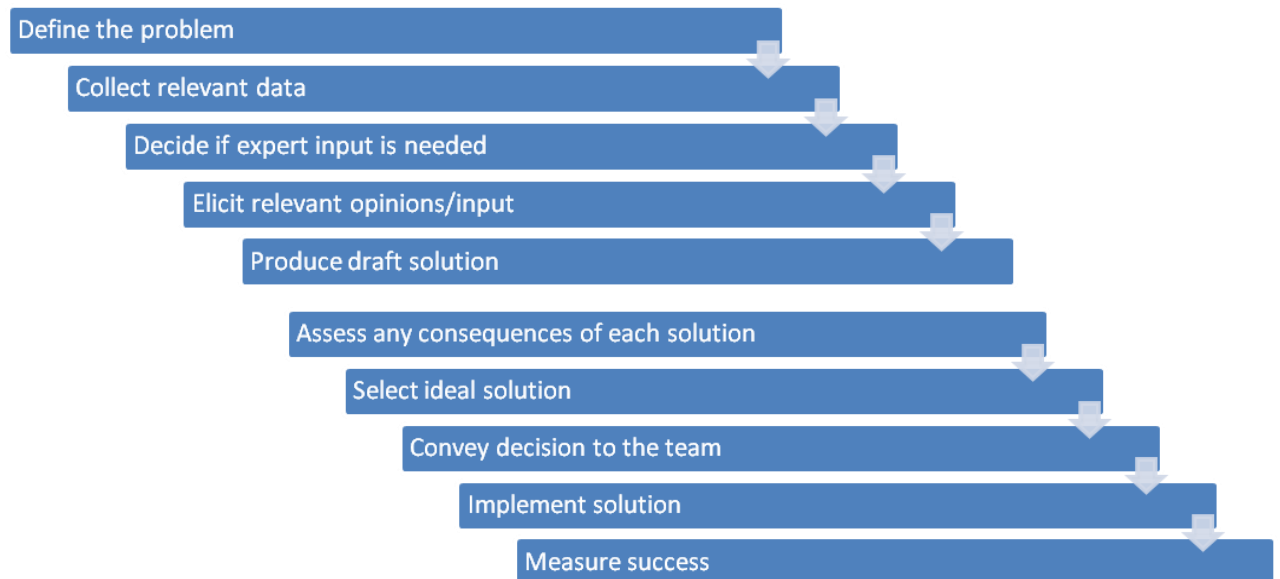 Define the problem
Collect relevant data
Decide if expert input is needed
Elicit relevant opinions/input
Produce draft solution
Assess any consequences of each solution
Select ideal solution
Convey decision to the team
Implement solution
Measure success